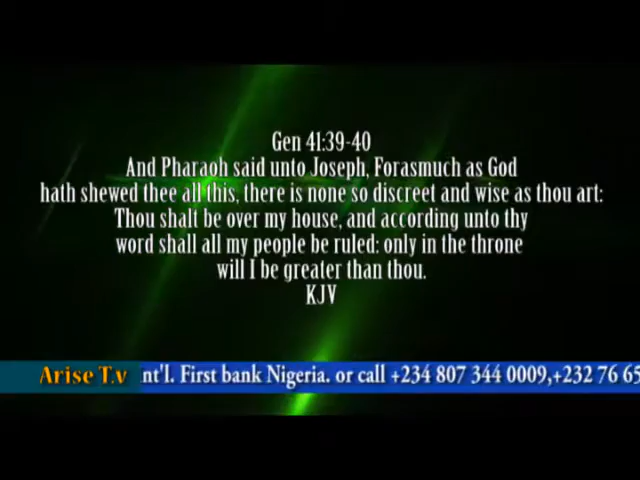 Gen 41:39-40
And Pharaoh said unto Joseph, Forasmuch as God
hath shewed thee all this, there is none so discreet and wise as thou art:
Thou shalt be over my house, and according unto thy
word shall all my people be ruled: only in the throne
will I be greater than thou.
KJV
Arise T.v nt'l. First bank Nigeria. or call +234 807 344 0009,+232 76 65